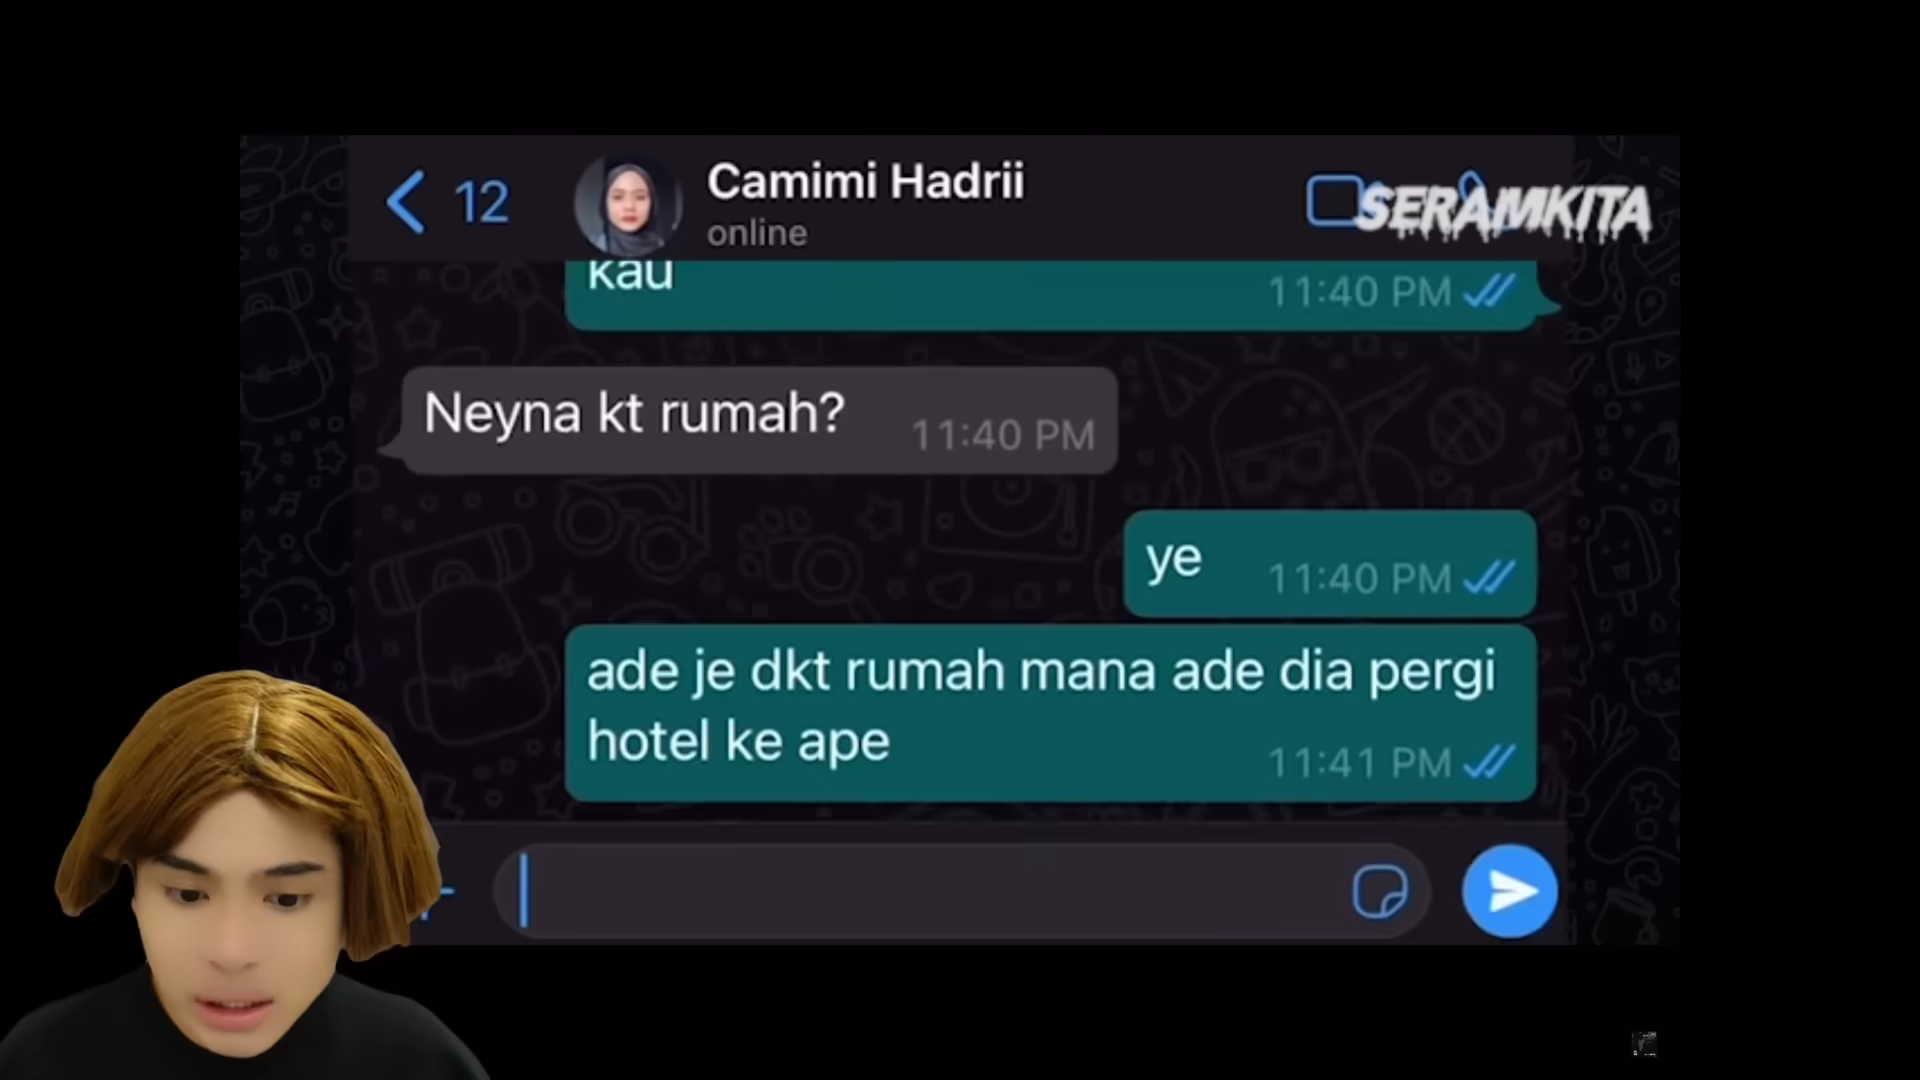 12
Camimi Hadrii
online
SERAMKITA
kau
11:40 PM
Neyna kt rumah?
11:40 PM
ye
11:40 PM
ade je dkt rumah mana ade dia pergi
hotel ke ape
11:41 PM